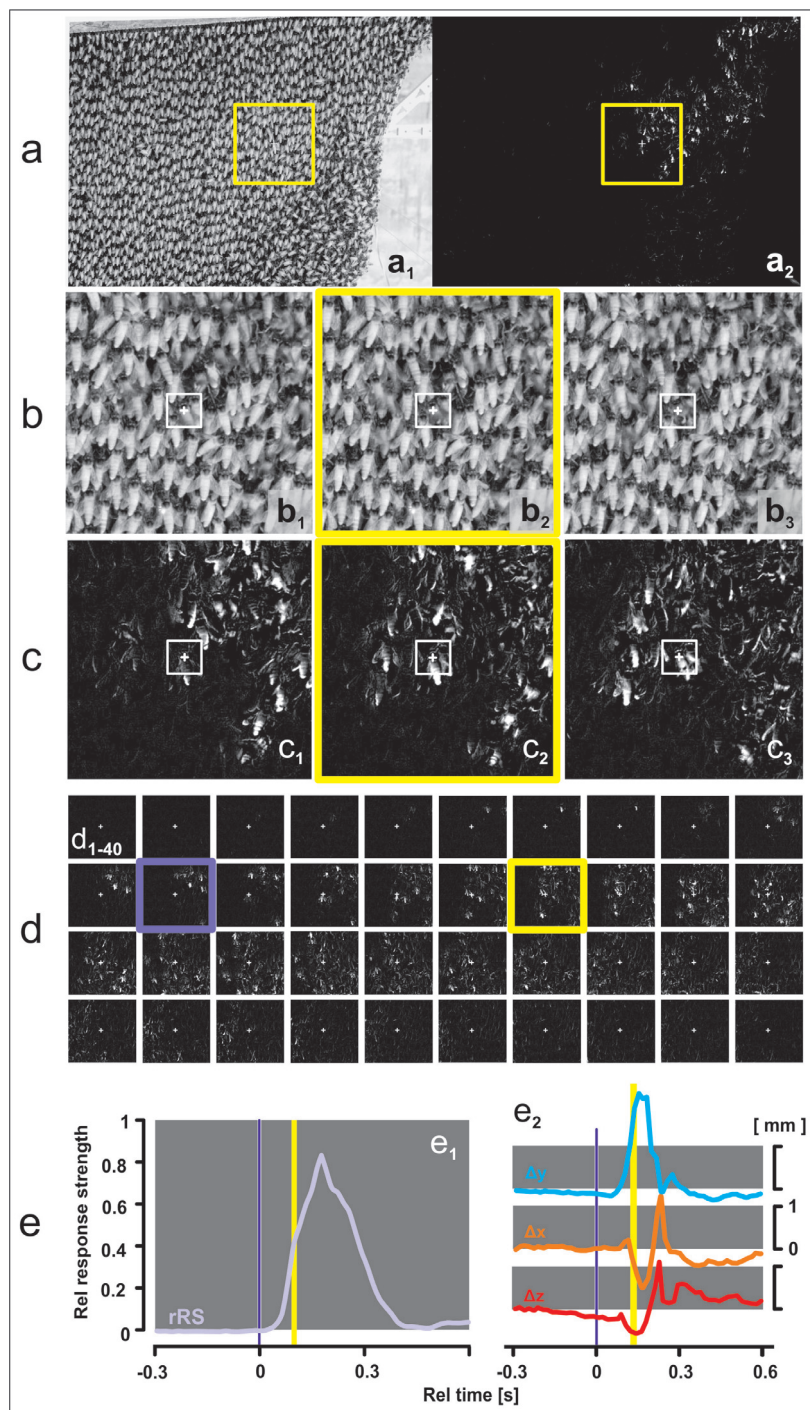 a
a1
a2
b
b1
b2
b3
c
c1
c2
c3
d
d1-40
e
e1
e2
[ mm ]
Rel response strength
1
0.8
0.6
0.4
0.2
0
rRS
Δy
Δx
Δz
1
0
-0.3
0
0.3
-0.3
0
0.3
0.6
Rel time [s]